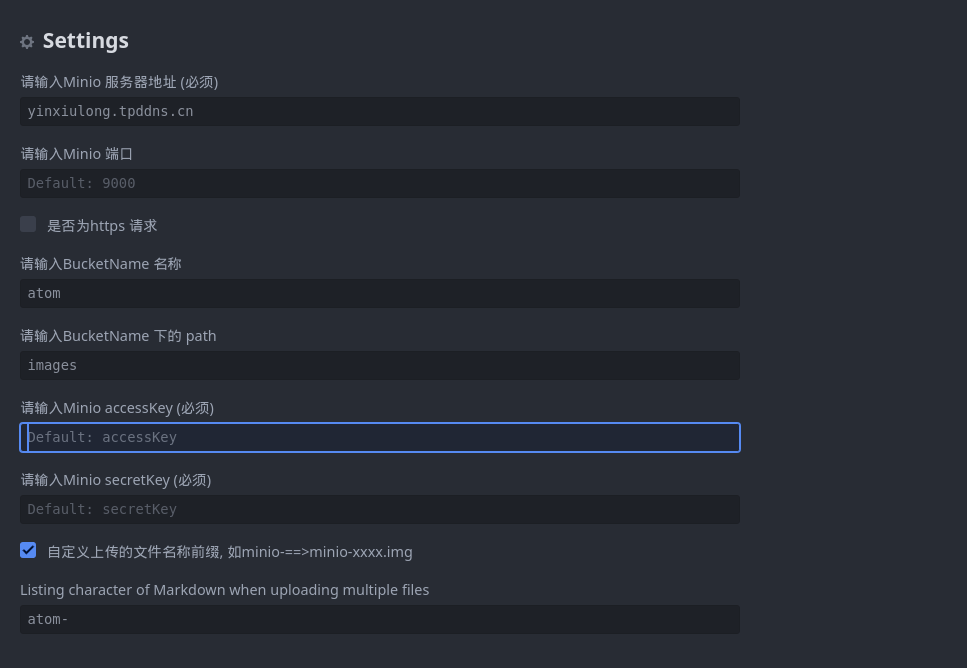 Settings
请输入Minio 服务器地址 (必须)
yinxiulong.tpddns.cn
请输入Minio 端口
Default: 9000
是否为https 请求
请输入BucketName 名称
atom
请输入BucketName 下的 path
images
请输入Minio accessKey (必须)
Default: accessKey
请输入Minio secretKey (必须)
Default: secretKey
自定义上传的文件名称前缀, 如minio-==>minio-xxxx.img
Listing character of Markdown when uploading multiple files
atom-